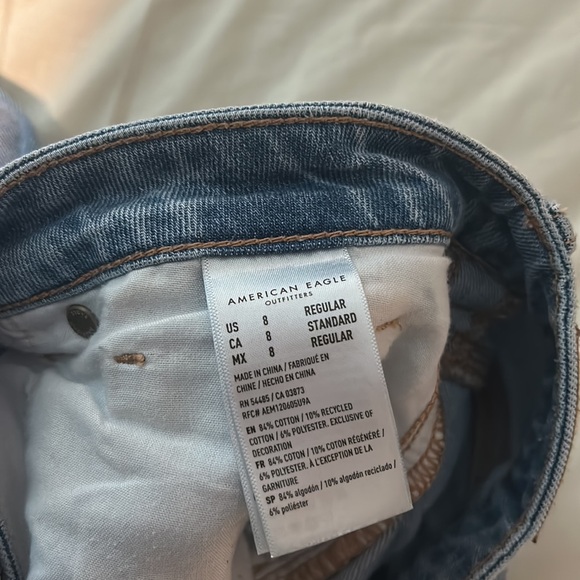 AMERICAN EAGLE
OUTFITTERS
US 8 REGULAR
CA 8 STANDARD
MX 8 REGULAR
MADE IN CHINA / FABRIQUÉ EN
CHINE / HECHO EN CHINA
RN 54485 / CA 03873
RFC# AEM120605U9A
EN 84% COTTON / 10% RECYCLED
COTTON / 6% POLYESTER. EXCLUSIVE OF
DECORATION
FR 84% COTON / 10% COTON RÉGÉNÉRÉ /
6% POLYESTER. À L'EXCEPTION DE LA
GARNITURE
SP 84% algodón / 10% algodón reciclado /
6% poliéster